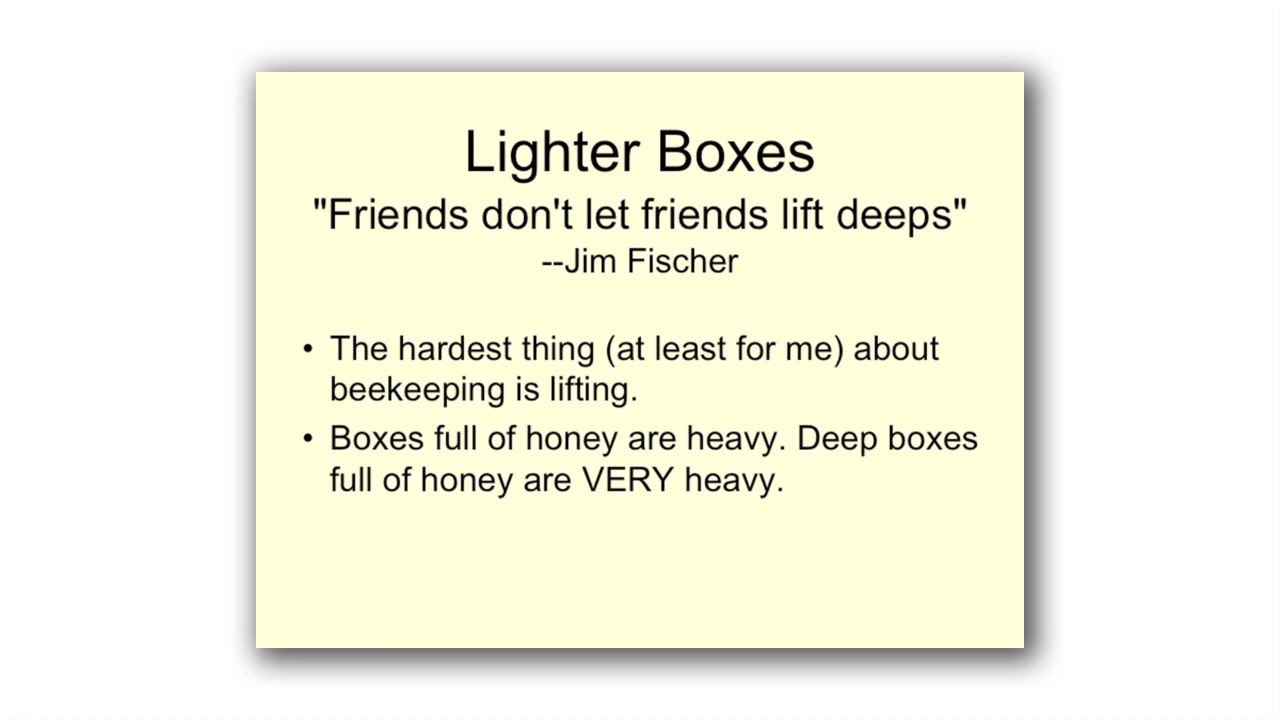 Lighter Boxes
"Friends don't let friends lift deeps"
--Jim Fischer
• The hardest thing (at least for me) about
beekeeping is lifting.
• Boxes full of honey are heavy. Deep boxes
full of honey are VERY heavy.